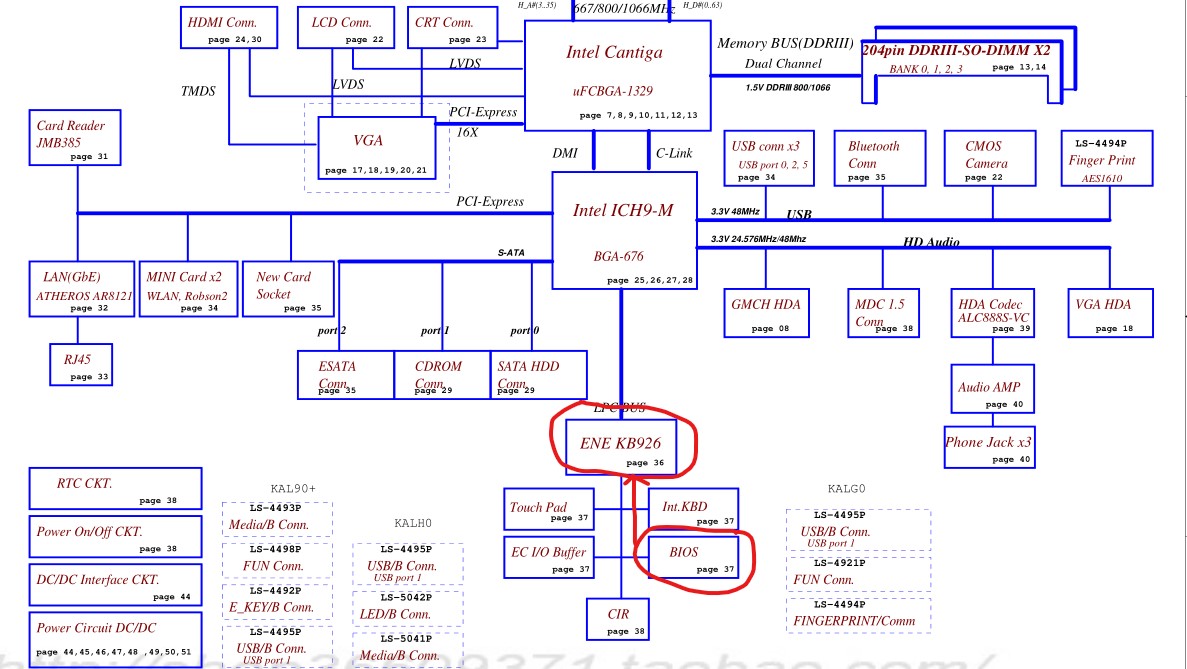 H_A#(3..35)
667/800/1066MHz
H_D#(0..63)
HDMI Conn.
page 24,30
LCD Conn.
page 22
CRT Conn.
page 23
Intel Cantiga
uFCBGA-1329
page 7,8,9,10,11,12,13
Memory BUS(DDRIII)
Dual Channel
1.5V DDRIII 800/1066
204pin DDRIII-SO-DIMM X2
BANK 0, 1, 2, 3
page 13,14
LVDS
LVDS
TMDS
PCI-Express
16X
VGA
page 17,18,19,20,21
Card Reader
JMB385
page 31
DMI
C-Link
USB conn x3
USB port 0, 2, 5
page 34
Bluetooth
Conn
page 35
CMOS
Camera
page 22
LS-4494P
Finger Print
AES1610
PCI-Express
Intel ICH9-M
BGA-676
page 25,26,27,28
3.3V 48MHz
USB
3.3V 24.576MHz/48Mhz
HD Audio
S-ATA
LAN(GbE)
ATHEROS AR8121
page 32
MINI Card x2
WLAN, Robson2
page 34
New Card
Socket
page 35
GMCH HDA
page 08
MDC 1.5
Conn
page 38
HDA Codec
ALC888S-VC
page 39
VGA HDA
page 18
port 2
port 1
port 0
RJ45
page 33
ESATA
Conn.
page 35
CDROM
Conn.
page 29
SATA HDD
Conn.
page 29
Audio AMP
page 40
LPC BUS
ENE KB926
page 36
Phone Jack x3
page 40
RTC CKT.
page 38
Power On/Off CKT.
page 38
DC/DC Interface CKT.
page 44
Power Circuit DC/DC
page 44,45,46,47,48 ,49,50,51
KAL90+
LS-4493P
Media/B Conn.
LS-4498P
FUN Conn.
LS-4492P
E_KEY/B Conn.
LS-4495P
USB/B Conn.
USB port 1
KALH0
LS-4495P
USB/B Conn.
USB port 1
LS-5042P
LED/B Conn.
LS-5041P
Media/B Conn.
Touch Pad
page 37
Int.KBD
page 37
EC I/O Buffer
page 37
BIOS
page 37
CIR
page 38
KALG0
LS-4495P
USB/B Conn.
USB port 1
LS-4921P
FUN Conn.
LS-4494P
FINGERPRINT/Comm